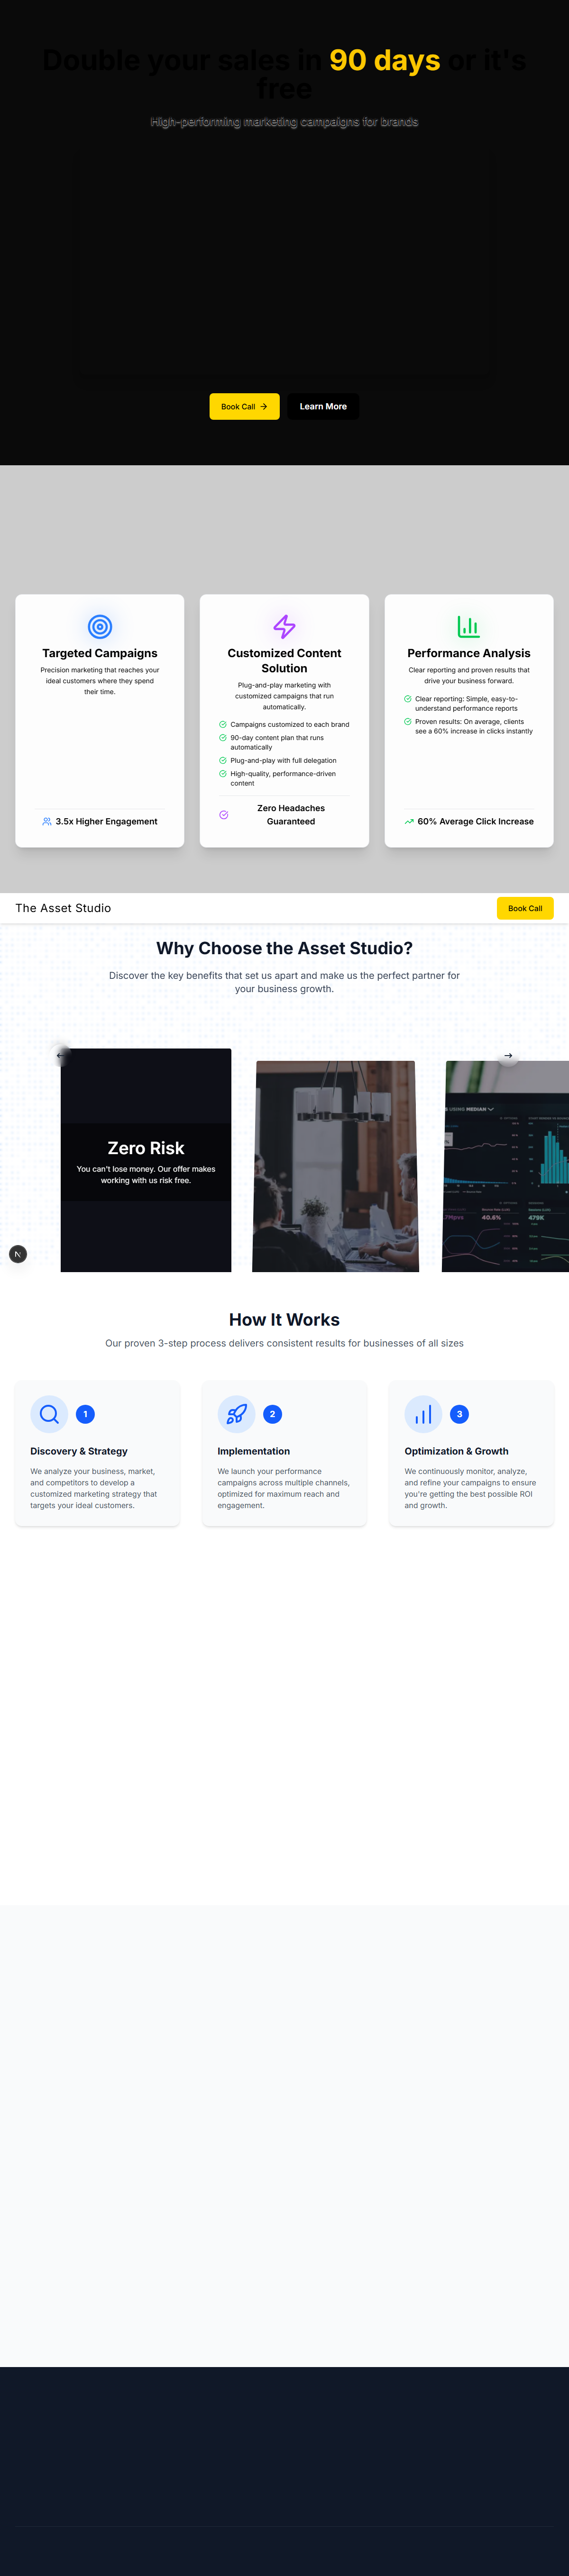 Double your sales in 90 days or it's
free
High-performing marketing campaigns for brands
Book Call
Learn More
Targeted Campaigns
Precision marketing that reaches your
ideal customers where they spend
their time.
3.5x Higher Engagement
Customized Content
Solution
Plug-and-play marketing with
customized campaigns that run
automatically.
Campaigns customized to each brand
90-day content plan that runs
automatically
Plug-and-play with full delegation
High-quality, performance-driven
content
Zero Headaches
Guaranteed
Performance Analysis
Clear reporting and proven results that
drive your business forward.
Clear reporting: Simple, easy-to-
understand performance reports
Proven results: On average, clients
see a 60% increase in clicks instantly
60% Average Click Increase
The Asset Studio
Book Call
Why Choose the Asset Studio?
Discover the key benefits that set us apart and make us the perfect partner for
your business growth.
Zero Risk
You can't lose money. Our offer makes
working with us risk free.
USING MEDIAN
40.6%
479K
N
How It Works
Our proven 3-step process delivers consistent results for businesses of all sizes
1
Discovery & Strategy
We analyze your business, market,
and competitors to develop a
customized marketing strategy that
targets your ideal customers.
2
Implementation
We launch your performance
campaigns across multiple channels,
optimized for maximum reach and
engagement.
3
Optimization & Growth
We continuously monitor, analyze,
and refine your campaigns to ensure
you're getting the best possible ROI
and growth.